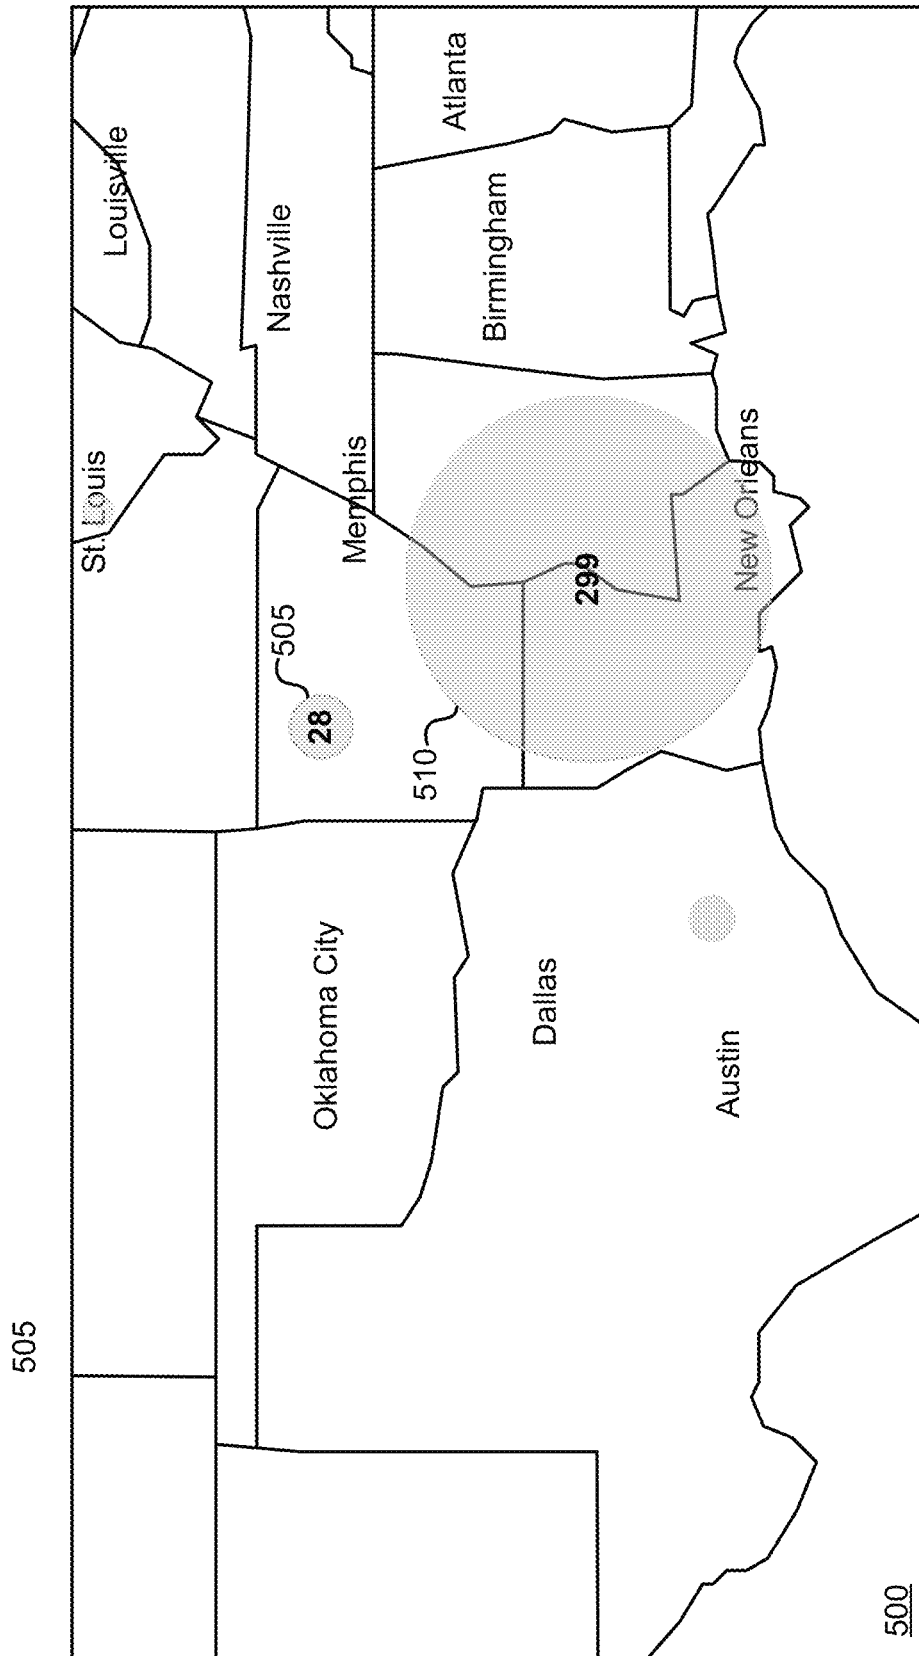 505
St. Louis
Louisville
28
505
Nashville
Oklahoma City
Memphis
510
Atlanta
Birmingham
Dallas
299
Austin
New Orleans
500